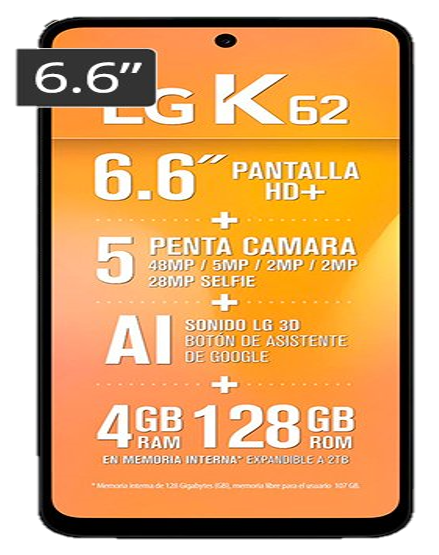 6.6”
LG K62
6.6” PANTALLA
HD+
+
5 PENTA CAMARA
48MP / 5MP / 2MP / 2MP
28MP SELFIE
+
AI SONIDO LG 3D
BOTÓN DE ASISTENTE
DE GOOGLE
+
4GB RAM 128GB ROM
EN MEMORIA INTERNA* EXPANDIBLE A 2TB
* Memoria interna de 128 Gigabytes (GB), memoria libre para el usuario 107 GB.